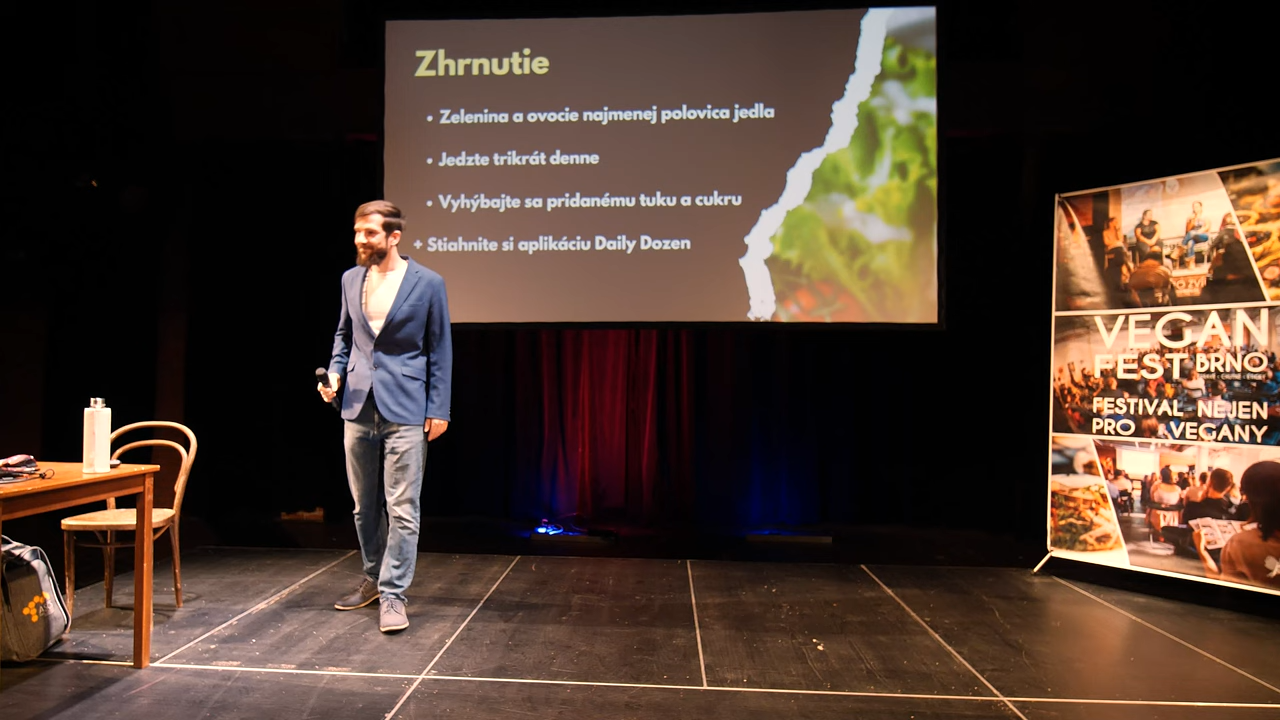 Zhrnutie
• Zelenina a ovocie najmenej polovica jedla
• Jedzte trikrát denne
• Vyhýbajte sa pridanému tuku a cukru
+ Stiahnite si aplikáciu Daily Dozen
VEGAN
FEST BRNO
FESTIVAL NEJEN
PRO VEGANY